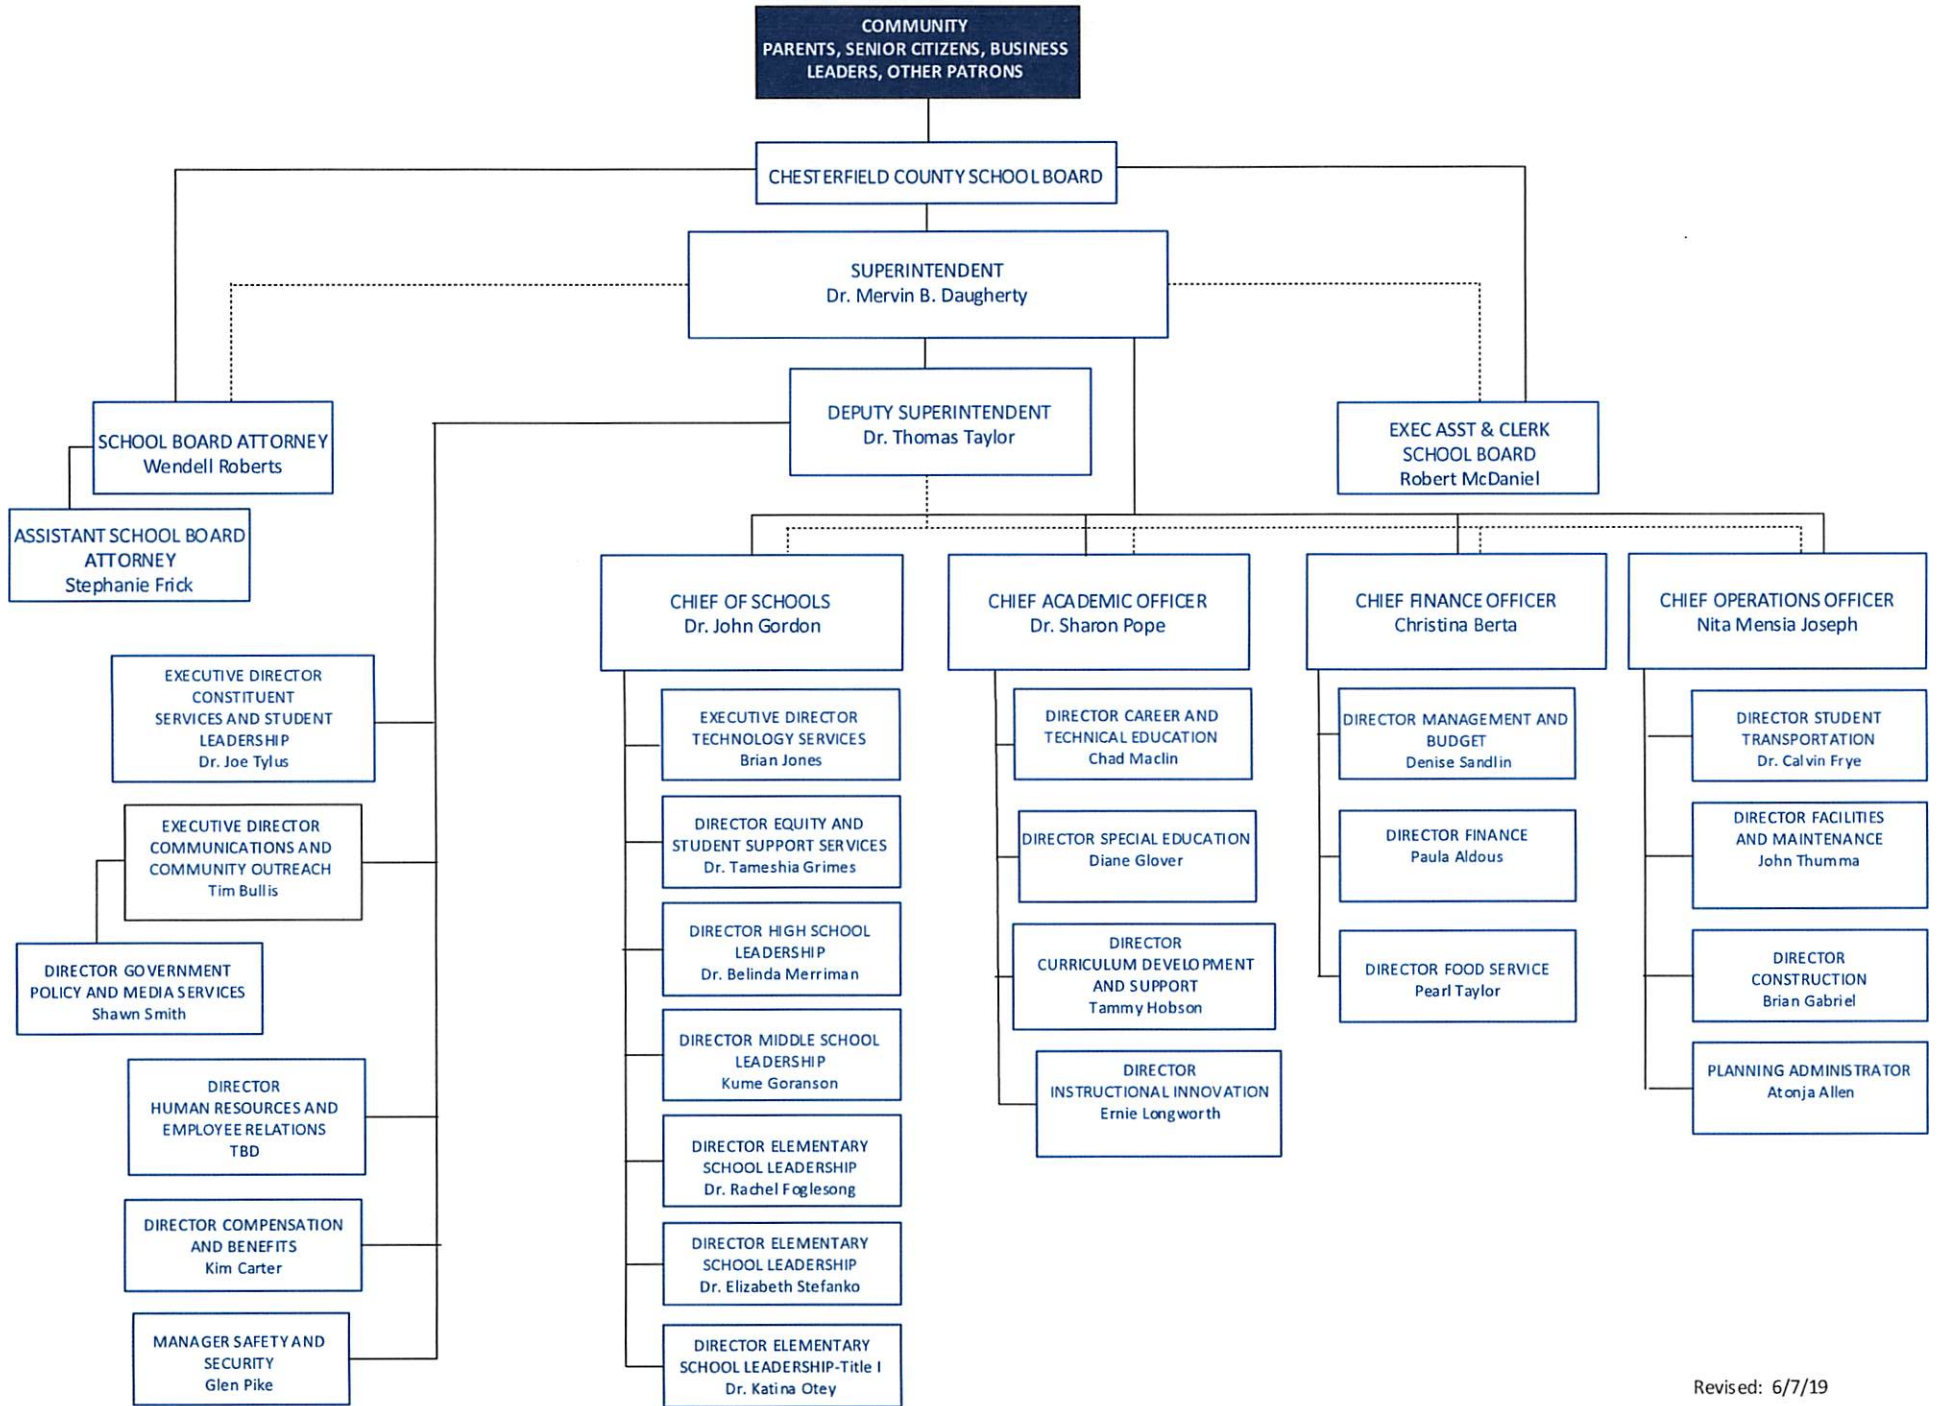 COMMUNITY
PARENTS, SENIOR CITIZENS, BUSINESS
LEADERS, OTHER PATRONS
CHESTERFIELD COUNTY SCHOOL BOARD
SUPERINTENDENT
Dr. Mervin B. Daugherty
DEPUTY SUPERINTENDENT
Dr. Thomas Taylor
SCHOOL BOARD ATTORNEY
Wendell Roberts
EXEC ASST & CLERK
SCHOOL BOARD
Robert McDaniel
ASSISTANT SCHOOL BOARD
ATTORNEY
Stephanie Frick
CHIEF OF SCHOOLS
Dr. John Gordon
CHIEF ACADEMIC OFFICER
Dr. Sharon Pope
CHIEF FINANCE OFFICER
Christina Berta
CHIEF OPERATIONS OFFICER
Nita Mensia Joseph
EXECUTIVE DIRECTOR
CONSTITUENT
SERVICES AND STUDENT
LEADERSHIP
Dr. Joe Tylus
EXECUTIVE DIRECTOR
COMMUNICATIONS AND
COMMUNITY OUTREACH
Tim Bullis
DIRECTOR GOVERNMENT
POLICY AND MEDIA SERVICES
Shawn Smith
DIRECTOR
HUMAN RESOURCES AND
EMPLOYEE RELATIONS
TBD
DIRECTOR COMPENSATION
AND BENEFITS
Kim Carter
MANAGER SAFETY AND
SECURITY
Glen Pike
EXECUTIVE DIRECTOR
TECHNOLOGY SERVICES
Brian Jones
DIRECTOR EQUITY AND
STUDENT SUPPORT SERVICES
Dr. Tameshia Grimes
DIRECTOR HIGH SCHOOL
LEADERSHIP
Dr. Belinda Merriman
DIRECTOR MIDDLE SCHOOL
LEADERSHIP
Kume Goranson
DIRECTOR ELEMENTARY
SCHOOL LEADERSHIP
Dr. Rachel Foglesong
DIRECTOR ELEMENTARY
SCHOOL LEADERSHIP
Dr. Elizabeth Stefanko
DIRECTOR ELEMENTARY
SCHOOL LEADERSHIP-Title I
Dr. Katina Otey
DIRECTOR CAREER AND
TECHNICAL EDUCATION
Chad Maclin
DIRECTOR SPECIAL EDUCATION
Diane Glover
DIRECTOR
CURRICULUM DEVELOPMENT
AND SUPPORT
Tammy Hobson
DIRECTOR
INSTRUCTIONAL INNOVATION
Ernie Longworth
DIRECTOR MANAGEMENT AND
BUDGET
Denise Sandlin
DIRECTOR FINANCE
Paula Aldous
DIRECTOR FOOD SERVICE
Pearl Taylor
DIRECTOR STUDENT
TRANSPORTATION
Dr. Calvin Frye
DIRECTOR FACILITIES
AND MAINTENANCE
John Thumma
DIRECTOR
CONSTRUCTION
Brian Gabriel
PLANNING ADMINISTRATOR
Atonja Allen
Revised: 6/7/19